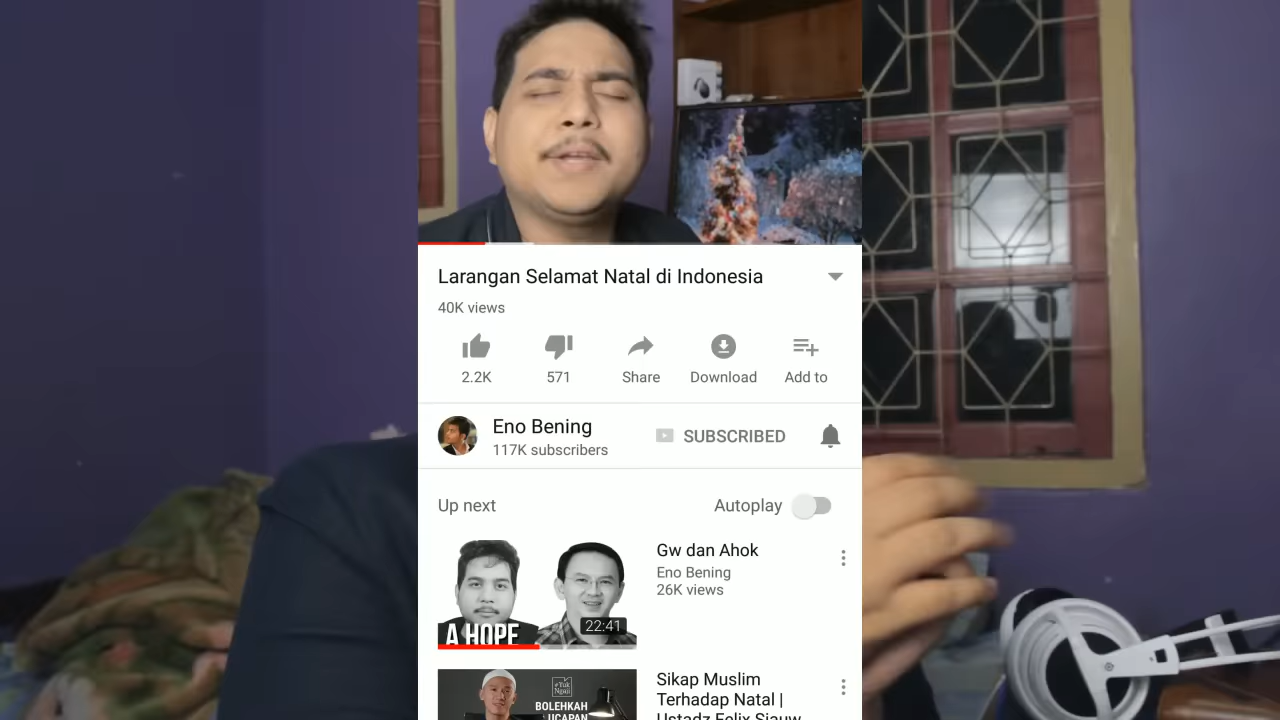 Larangan Selamat Natal di Indonesia
40K views
2.2K
571
Share
Download
Add to
Eno Bening
117K subscribers
SUBSCRIBED
Up next
Autoplay
A HOPE
22:41
Gw dan Ahok
Eno Bening
26K views
#Yuk
Ngaji
BOLEHKAH
UCAPAN
Sikap Muslim
Terhadap Natal |
Ustadz Felix Siauw